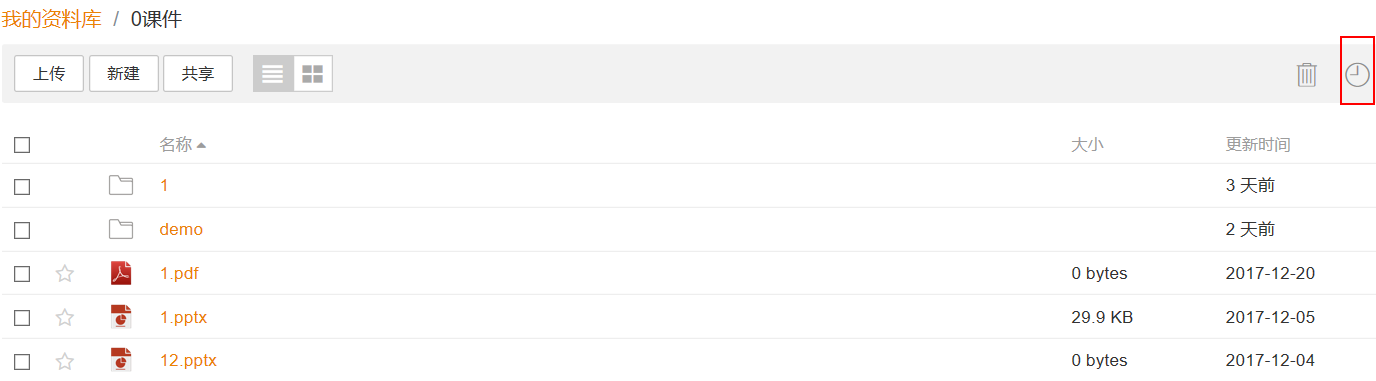 我的资料库 / 0课件
上传 新建 共享
名称 大小 更新时间
1 3 天前
demo 2 天前
1.pdf 0 bytes 2017-12-20
1.pptx 29.9 KB 2017-12-05
12.pptx 0 bytes 2017-12-04